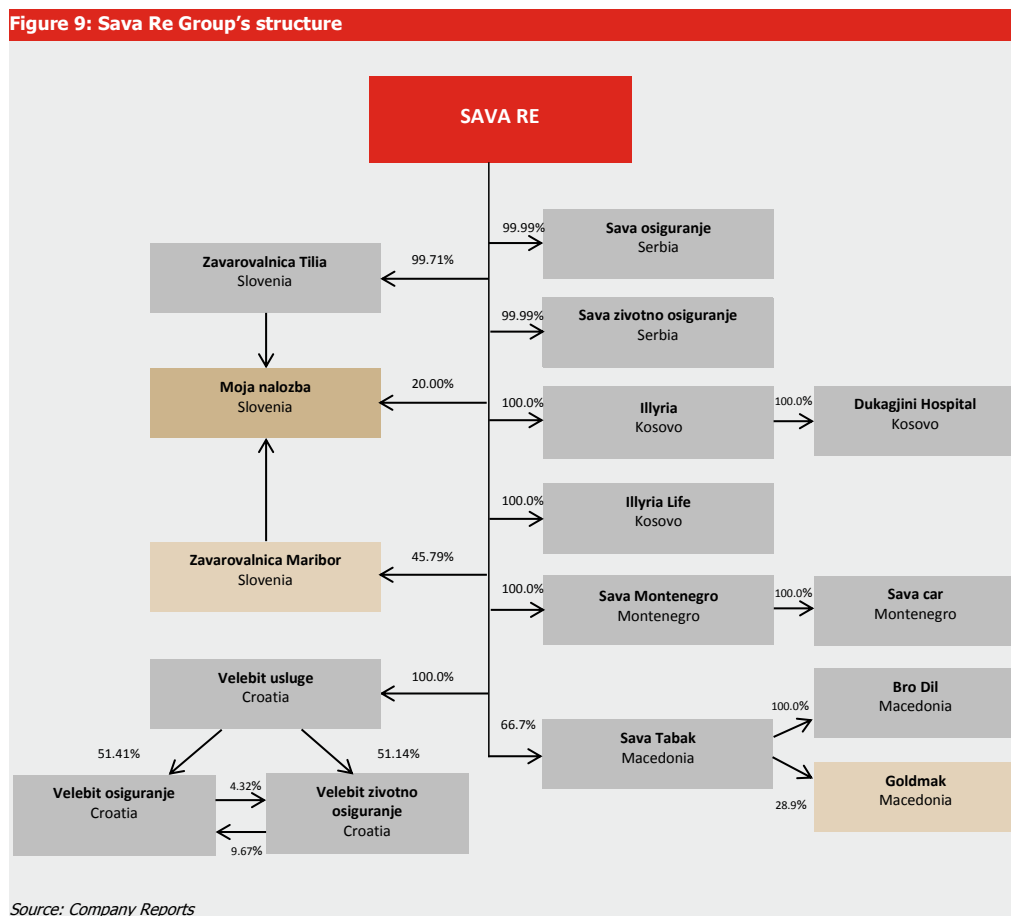 Figure 9: Sava Re Group's structure
SAVA RE
99.99%
Sava osiguranje
Serbia
Zavarovalnica Tilia
Slovenia
99.71%
99.99%
Sava zivotno osiguranje
Serbia
Moja nalozba
Slovenia
20.00%
100.0%
Illyria
Kosovo
100.0%
Dukagjini Hospital
Kosovo
100.0%
Illyria Life
Kosovo
Zavarovalnica Maribor
Slovenia
45.79%
100.0%
Sava Montenegro
Montenegro
100.0%
Sava car
Montenegro
Velebit usluge
Croatia
100.0%
66.7%
Sava Tabak
Macedonia
100.0%
Bro Dil
Macedonia
28.9%
Goldmak
Macedonia
51.41%
51.14%
Velebit osiguranje
Croatia
4.32%
9.67%
Velebit zivotno
osiguranje
Croatia
Source: Company Reports